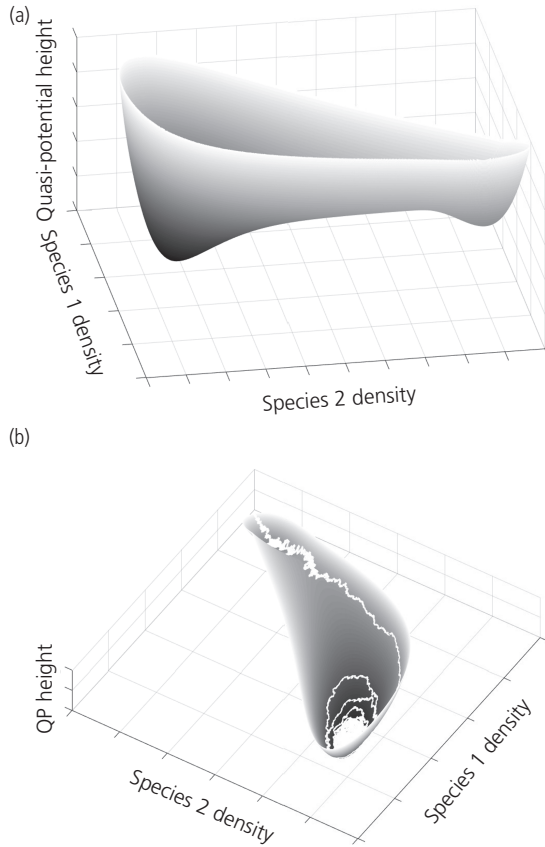 (a)
Quasi-potential height
Species 1 density
Species 2 density
(b)
QP height
Species 2 density
Species 1 density